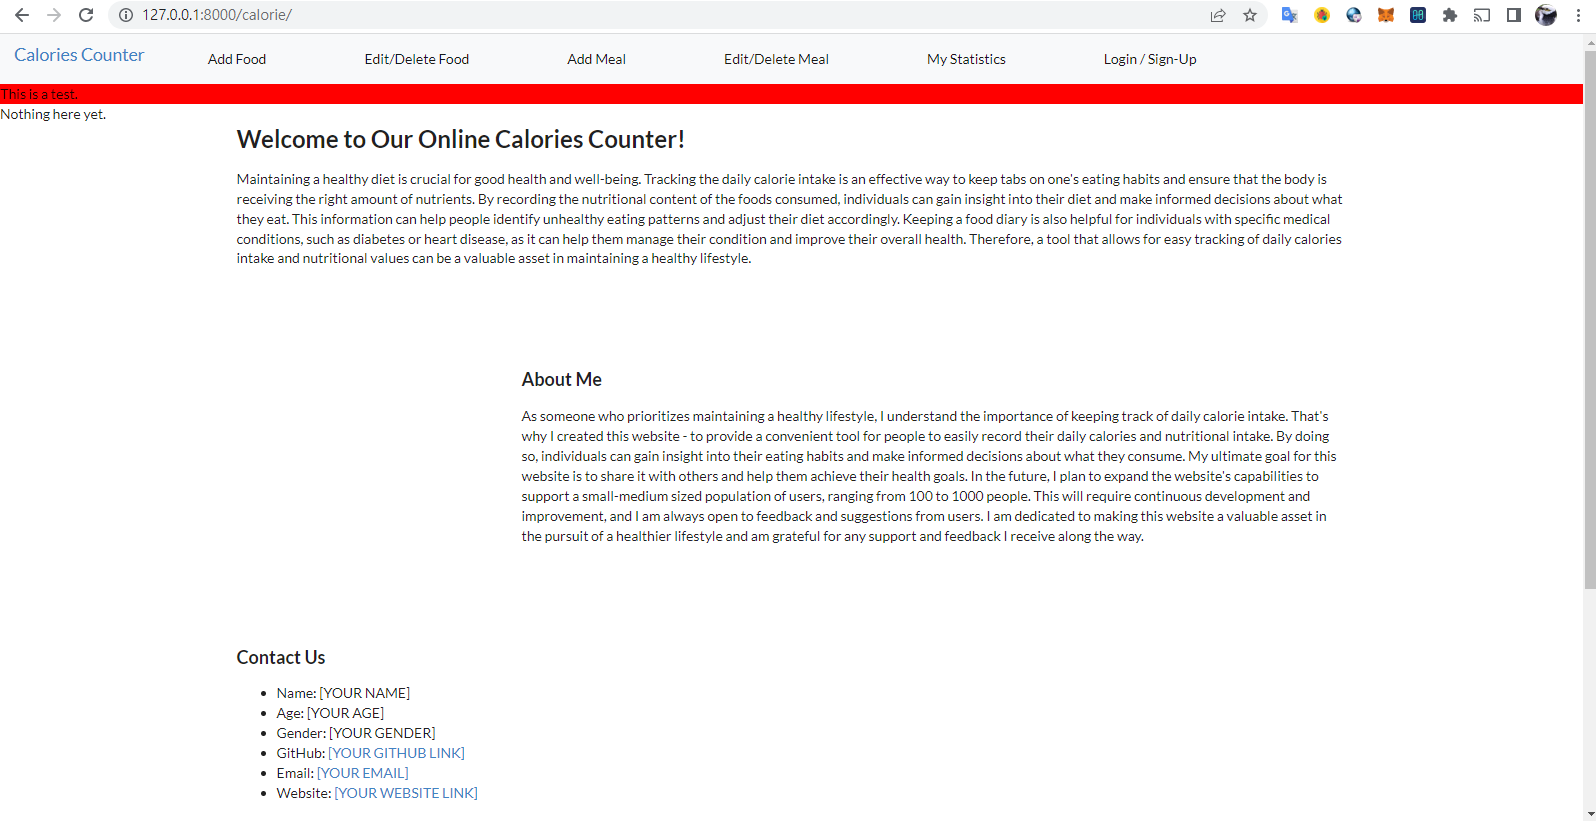 127.0.0.1:8000/calorie/
Calories Counter Add Food Edit/Delete Food Add Meal Edit/Delete Meal My Statistics Login / Sign-Up
This is a test.
Nothing here yet.
Welcome to Our Online Calories Counter!
Maintaining a healthy diet is crucial for good health and well-being. Tracking the daily calorie intake is an effective way to keep tabs on one's eating habits and ensure that the body is
receiving the right amount of nutrients. By recording the nutritional content of the foods consumed, individuals can gain insight into their diet and make informed decisions about what
they eat. This information can help people identify unhealthy eating patterns and adjust their diet accordingly. Keeping a food diary is also helpful for individuals with specific medical
conditions, such as diabetes or heart disease, as it can help them manage their condition and improve their overall health. Therefore, a tool that allows for easy tracking of daily calories
intake and nutritional values can be a valuable asset in maintaining a healthy lifestyle.
About Me
As someone who prioritizes maintaining a healthy lifestyle, I understand the importance of keeping track of daily calorie intake. That's
why I created this website - to provide a convenient tool for people to easily record their daily calories and nutritional intake. By doing
so, individuals can gain insight into their eating habits and make informed decisions about what they consume. My ultimate goal for this
website is to share it with others and help them achieve their health goals. In the future, I plan to expand the website's capabilities to
support a small-medium sized population of users, ranging from 100 to 1000 people. This will require continuous development and
improvement, and I am always open to feedback and suggestions from users. I am dedicated to making this website a valuable asset in
the pursuit of a healthier lifestyle and am grateful for any support and feedback I receive along the way.
Contact Us
• Name: [YOUR NAME]
• Age: [YOUR AGE]
• Gender: [YOUR GENDER]
• GitHub: [YOUR GITHUB LINK]
• Email: [YOUR EMAIL]
• Website: [YOUR WEBSITE LINK]